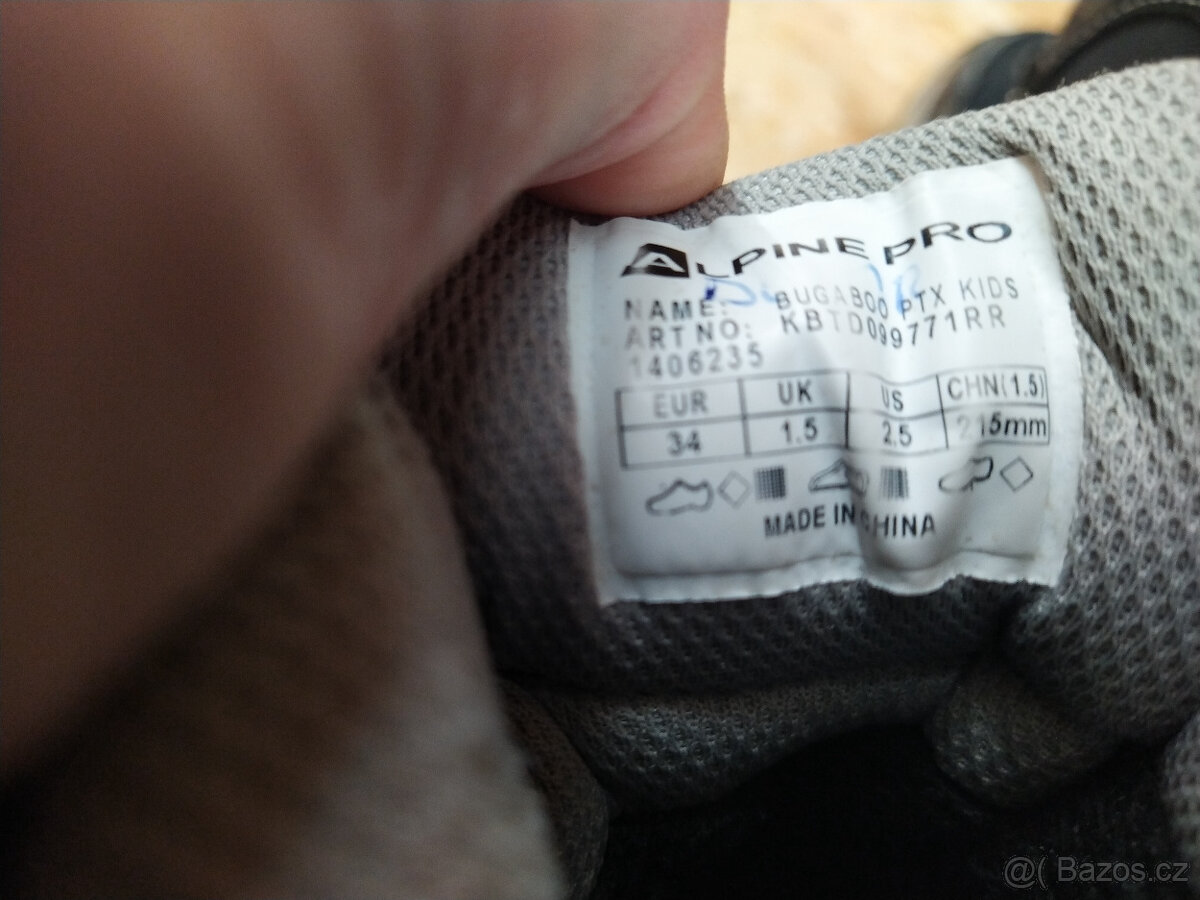 ALPINE PRO
NAME: BUGABOO PTX KIDS
ART NO: KBTD099771RR
1406235
EUR UK US CHN(1.5)
34 1.5 2.5 215mm
MADE IN CHINA
@( Bazos.cz